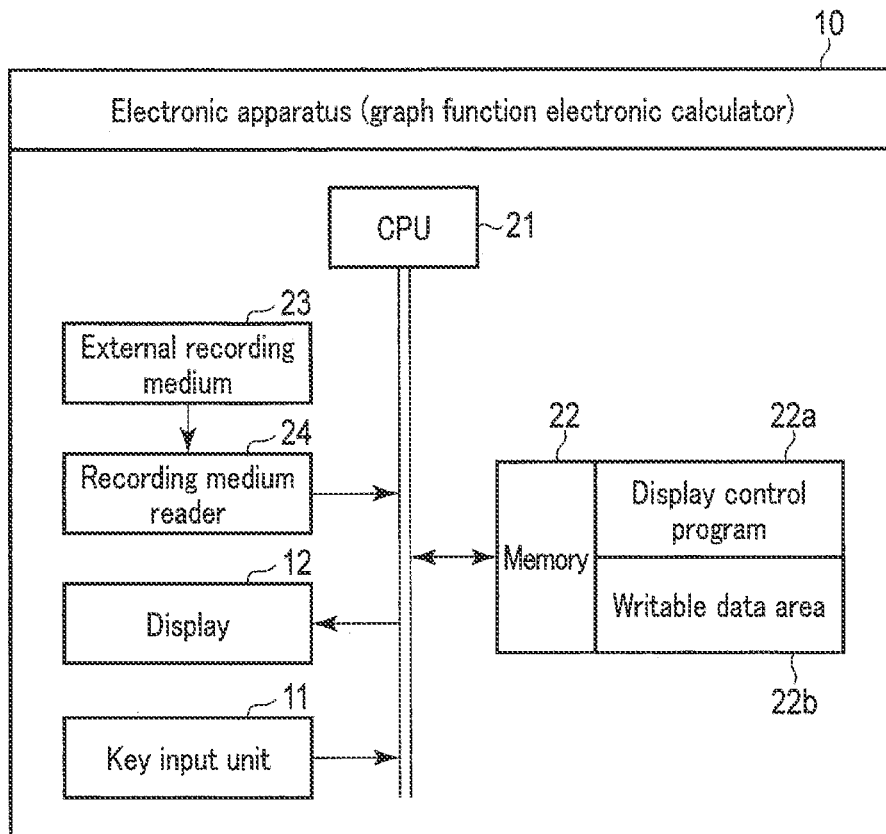 10
Electronic apparatus (graph function electronic calculator)
CPU
21
23
External recording
medium
24
Recording medium
reader
12
Display
11
Key input unit
22
22a
Memory
Display control
program
Writable data area
22b